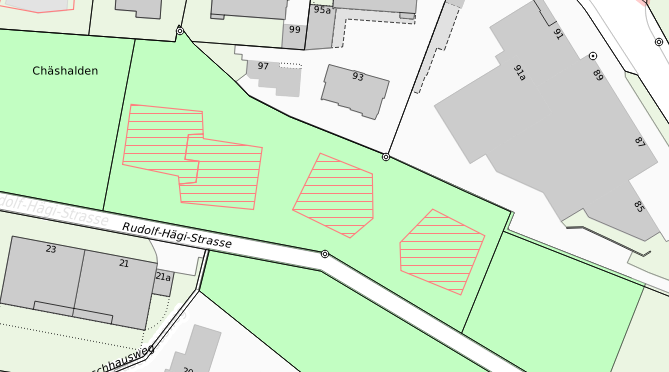 95a
99
91
97
93
91a
89
Chäshalden
87
85
Rudolf-Hägi-Strasse
Rudolf-Hägi-Strasse
23
21
21a